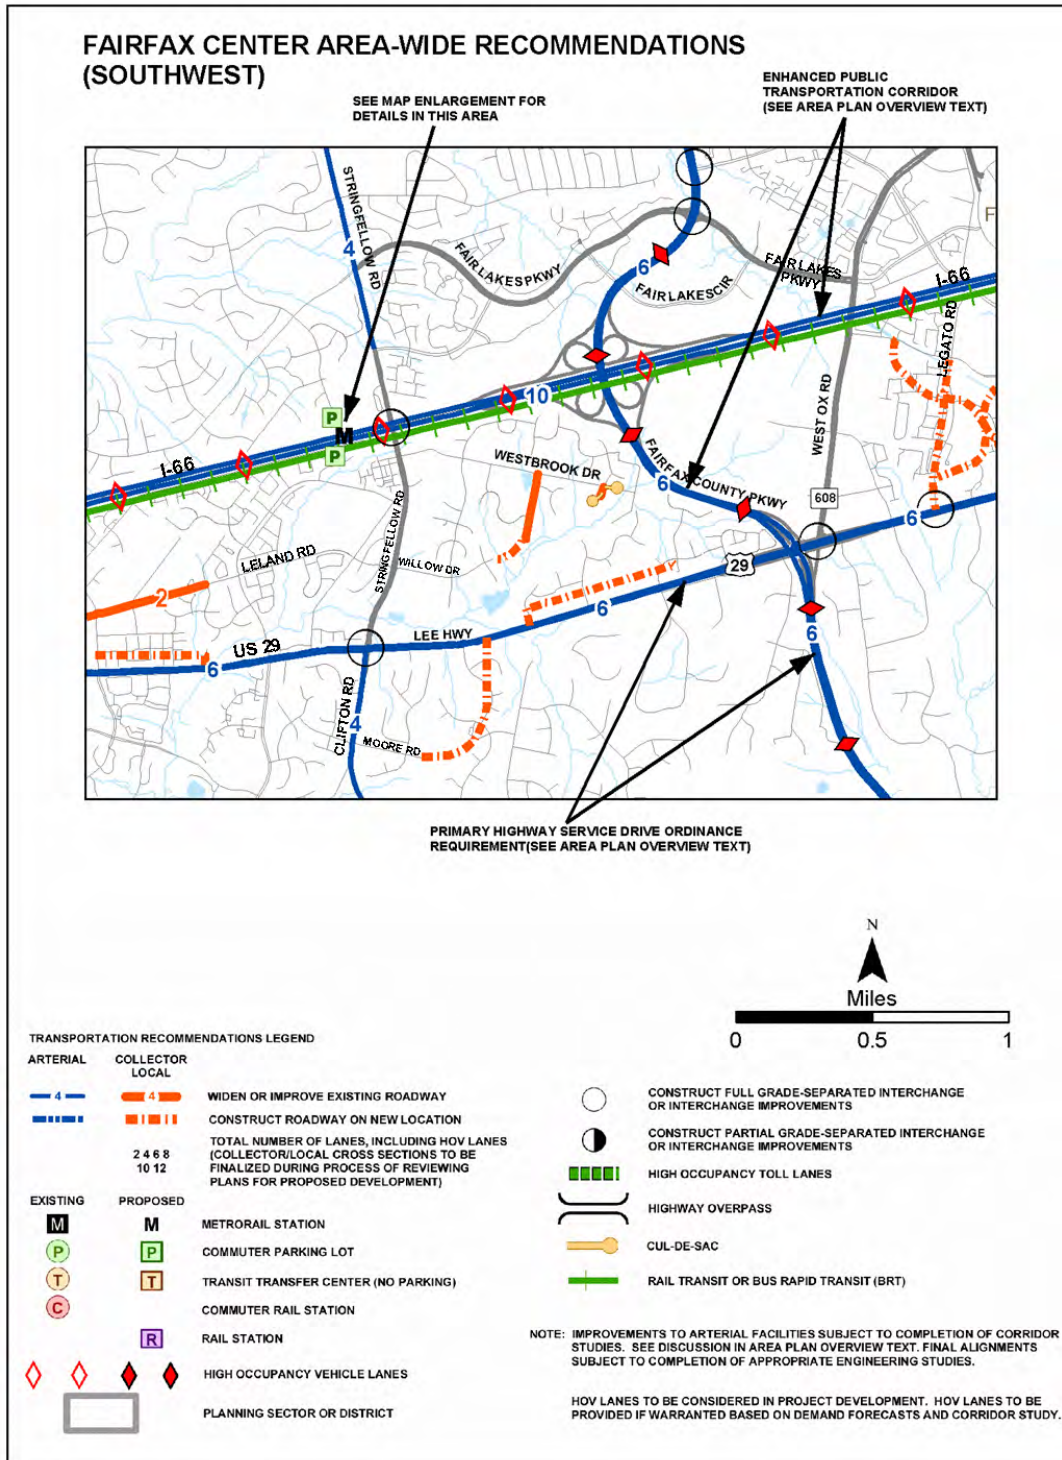 FAIRFAX CENTER AREA-WIDE RECOMMENDATIONS
(SOUTHWEST)
SEE MAP ENLARGEMENT FOR
DETAILS IN THIS AREA
ENHANCED PUBLIC
TRANSPORTATION CORRIDOR
(SEE AREA PLAN OVERVIEW TEXT)
STRINGFELLOW RD
4
FAIR LAKES PKWY
6
FAIR LAKES CIR
FAIR LAKES
PKWY
F
I-66
LEGATO RD
10
WEST OX RD
P
M
P
I-66
WESTBROOK DR
FAIRFAX COUNTY PKWY
6
608
6
STRINGFELLOW RD
LELAND RD
WILLOW DR
29
2
6
US 29
LEE HWY
6
6
CLIFTON RD
4
MOORE RD
PRIMARY HIGHWAY SERVICE DRIVE ORDINANCE
REQUIREMENT(SEE AREA PLAN OVERVIEW TEXT)
N
Miles
0 0.5 1
TRANSPORTATION RECOMMENDATIONS LEGEND
ARTERIAL COLLECTOR
LOCAL
4 4 WIDEN OR IMPROVE EXISTING ROADWAY
CONSTRUCT ROADWAY ON NEW LOCATION
2 4 6 8
10 12
TOTAL NUMBER OF LANES, INCLUDING HOV LANES
(COLLECTOR/LOCAL CROSS SECTIONS TO BE
FINALIZED DURING PROCESS OF REVIEWING
PLANS FOR PROPOSED DEVELOPMENT)
EXISTING PROPOSED
M M METRORAIL STATION
P P COMMUTER PARKING LOT
T T TRANSIT TRANSFER CENTER (NO PARKING)
C COMMUTER RAIL STATION
R RAIL STATION
HIGH OCCUPANCY VEHICLE LANES
PLANNING SECTOR OR DISTRICT
CONSTRUCT FULL GRADE-SEPARATED INTERCHANGE
OR INTERCHANGE IMPROVEMENTS
CONSTRUCT PARTIAL GRADE-SEPARATED INTERCHANGE
OR INTERCHANGE IMPROVEMENTS
HIGH OCCUPANCY TOLL LANES
HIGHWAY OVERPASS
CUL-DE-SAC
RAIL TRANSIT OR BUS RAPID TRANSIT (BRT)
NOTE: IMPROVEMENTS TO ARTERIAL FACILITIES SUBJECT TO COMPLETION OF CORRIDOR
STUDIES. SEE DISCUSSION IN AREA PLAN OVERVIEW TEXT. FINAL ALIGNMENTS
SUBJECT TO COMPLETION OF APPROPRIATE ENGINEERING STUDIES.
HOV LANES TO BE CONSIDERED IN PROJECT DEVELOPMENT. HOV LANES TO BE
PROVIDED IF WARRANTED BASED ON DEMAND FORECASTS AND CORRIDOR STUDY.